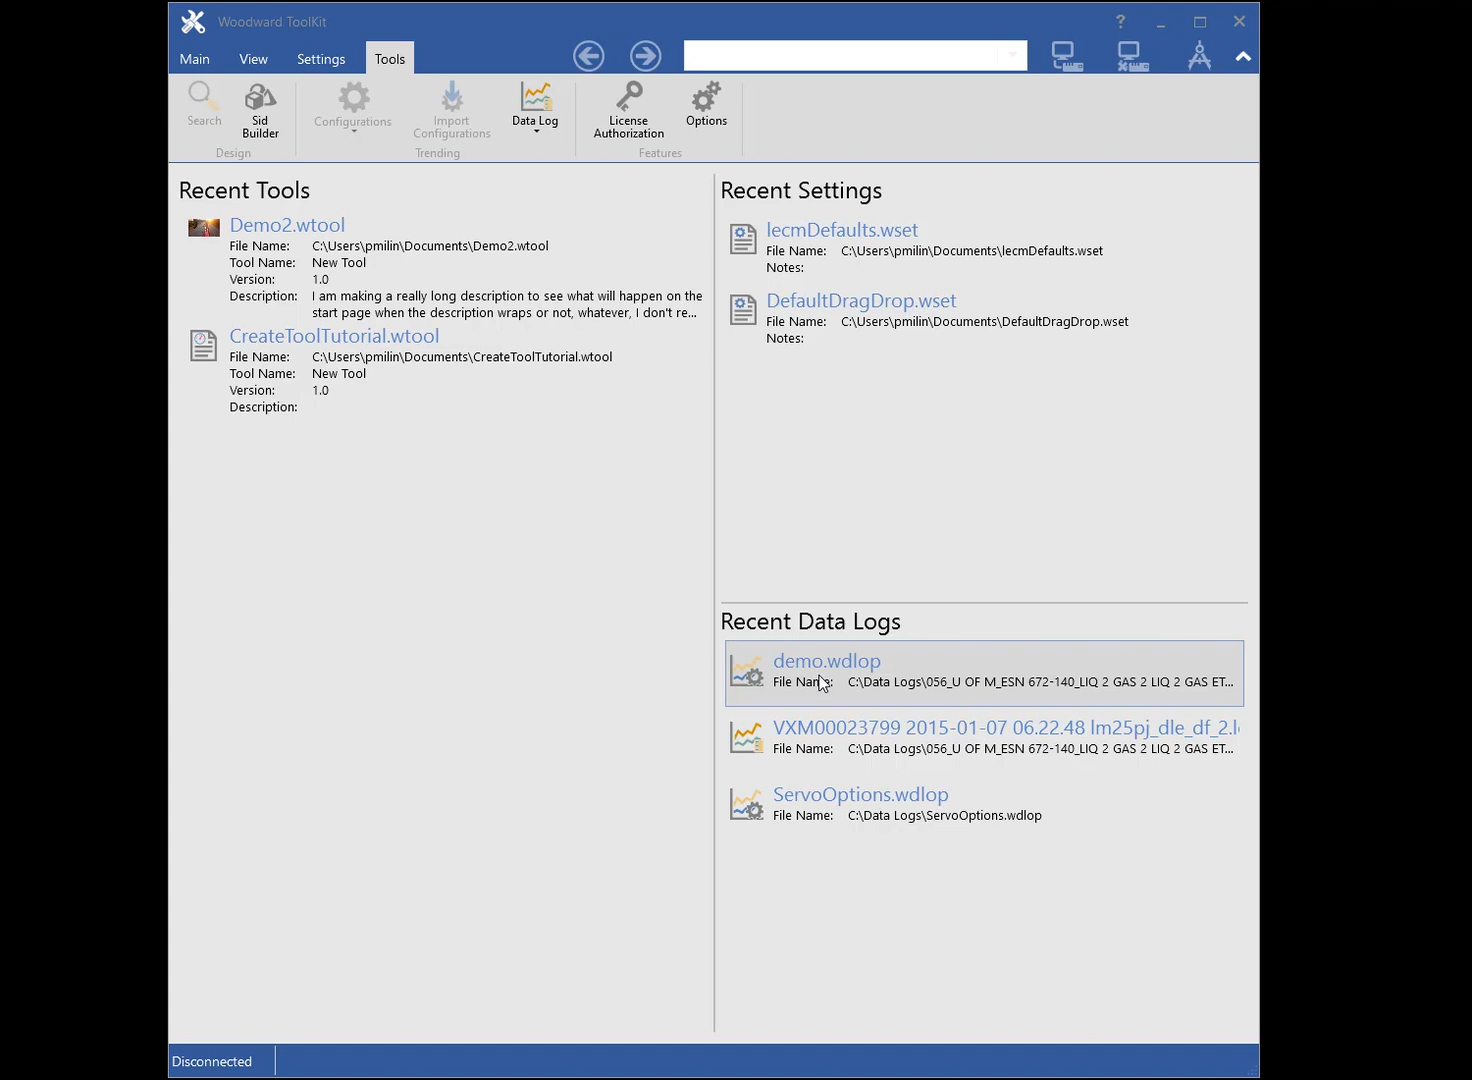 Woodward ToolKit
?
Main
View
Settings
Tools
Search
Sid Builder
Configurations
Import Configurations
Data Log
License Authorization
Options
Design
Trending
Features
Recent Tools
Demo2.wtool
File Name: C:\Users\pmilin\Documents\Demo2.wtool
Tool Name: New Tool
Version: 1.0
Description: I am making a really long description to see what will happen on the
start page when the description wraps or not, whatever, I don't re...
CreateToolTutorial.wtool
File Name: C:\Users\pmilin\Documents\CreateToolTutorial.wtool
Tool Name: New Tool
Version: 1.0
Description:
Recent Settings
lecmDefaults.wset
File Name: C:\Users\pmilin\Documents\lecmDefaults.wset
Notes:
DefaultDragDrop.wset
File Name: C:\Users\pmilin\Documents\DefaultDragDrop.wset
Notes:
Recent Data Logs
demo.wdlop
File Name: C:\Data Logs\056_U OF M_ESN 672-140_LIQ 2 GAS 2 LIQ 2 GAS ET...
VXM00023799 2015-01-07 06.22.48 lm25pj_dle_df_2.l
File Name: C:\Data Logs\056_U OF M_ESN 672-140_LIQ 2 GAS 2 LIQ 2 GAS ET...
ServoOptions.wdlop
File Name: C:\Data Logs\ServoOptions.wdlop
Disconnected